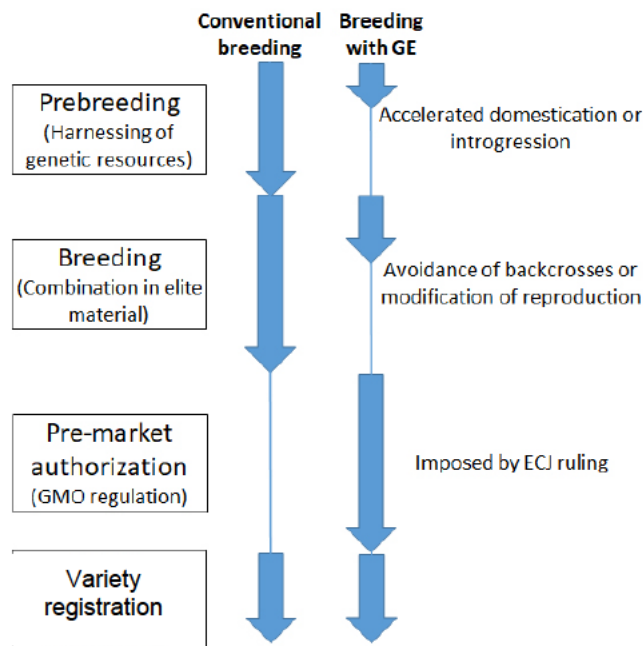 Conventional
breeding
Breeding
with GE
Prebreeding
(Harnessing of
genetic resources)
Accelerated domestication or
introgression
Breeding
(Combination in elite
material)
Avoidance of backcrosses or
modification of reproduction
Pre-market
authorization
(GMO regulation)
Imposed by ECJ ruling
Variety
registration